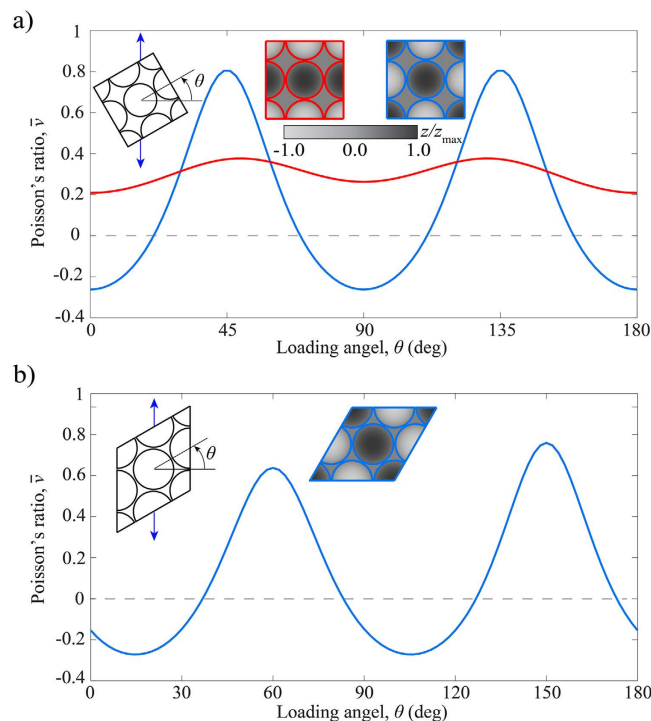 a)
1
0.8
0.6
0.4
0.2
0
-0.2
-0.4
Poisson's ratio, ν̅
θ
z/zmax
-1.0 0.0 1.0
0 45 90 135 180
Loading angel, θ (deg)
b)
1
0.8
0.6
0.4
0.2
0
-0.2
0.4
Poisson's ratio, ν̅
θ
0 30 60 90 120 150 180
Loading angel, θ (deg)